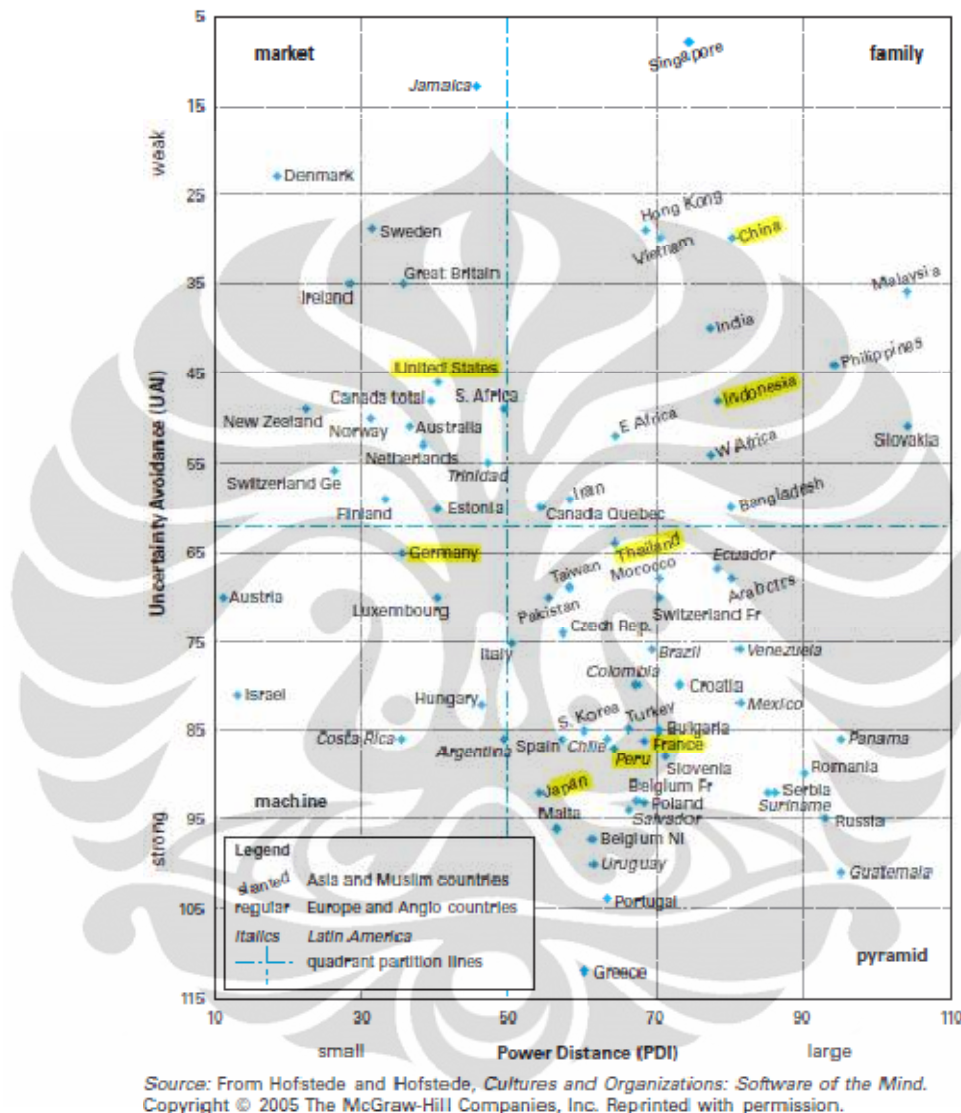 5
market
family
Singapore
Jamaica
15
weak
Denmark
25
Hong Kong
Sweden
Vietnam
China
Great Britain
35
Ireland
Malaysia
India
United States
Philippines
45
Canada total
S. Africa
Indonesia
New Zealand
Norway
Australia
E Africa
Netherlands
W Africa
Slovakia
Trinidad
55
Switzerland Ge
Iran
Finland
Estonia
Canada Quebec
Bangladesh
Uncertainty Avoidance (UAI)
65
Germany
Thailand
Taiwan
Morocco
Ecuador
Arab ctrs
Austria
Luxembourg
Pakistan
Switzerland Fr
Czech Rep.
75
Italy
Brazil
Venezuela
Colombia
Israel
Hungary
Croatia
Mexico
S. Korea
Turkey
85
Bulgaria
Costa Rica
Argentina
Spain
Chile
France
Panama
Peru
Slovenia
Romania
Japan
Belgium Fr
Serbia
machine
Malta
Poland
Suriname
strong
95
Salvador
Russia
Legend
Belgium Nl
slanted Asia and Muslim countries
Uruguay
Guatemala
regular Europe and Anglo countries
105
Portugal
Italics Latin America
quadrant partition lines
pyramid
Greece
115
10 30 50 70 90 110
small Power Distance (PDI) large
Source: From Hofstede and Hofstede, Cultures and Organizations: Software of the Mind.
Copyright © 2005 The McGraw-Hill Companies, Inc. Reprinted with permission.